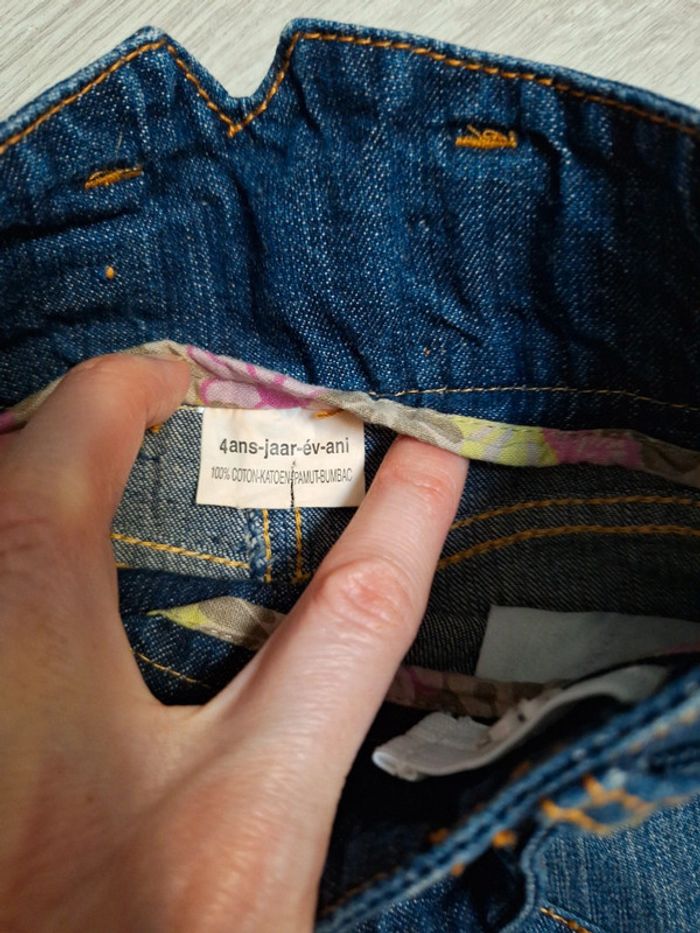 4ans-jaar-év-ani
100% COTON-KATOEN-PAMUT-BUMBAC